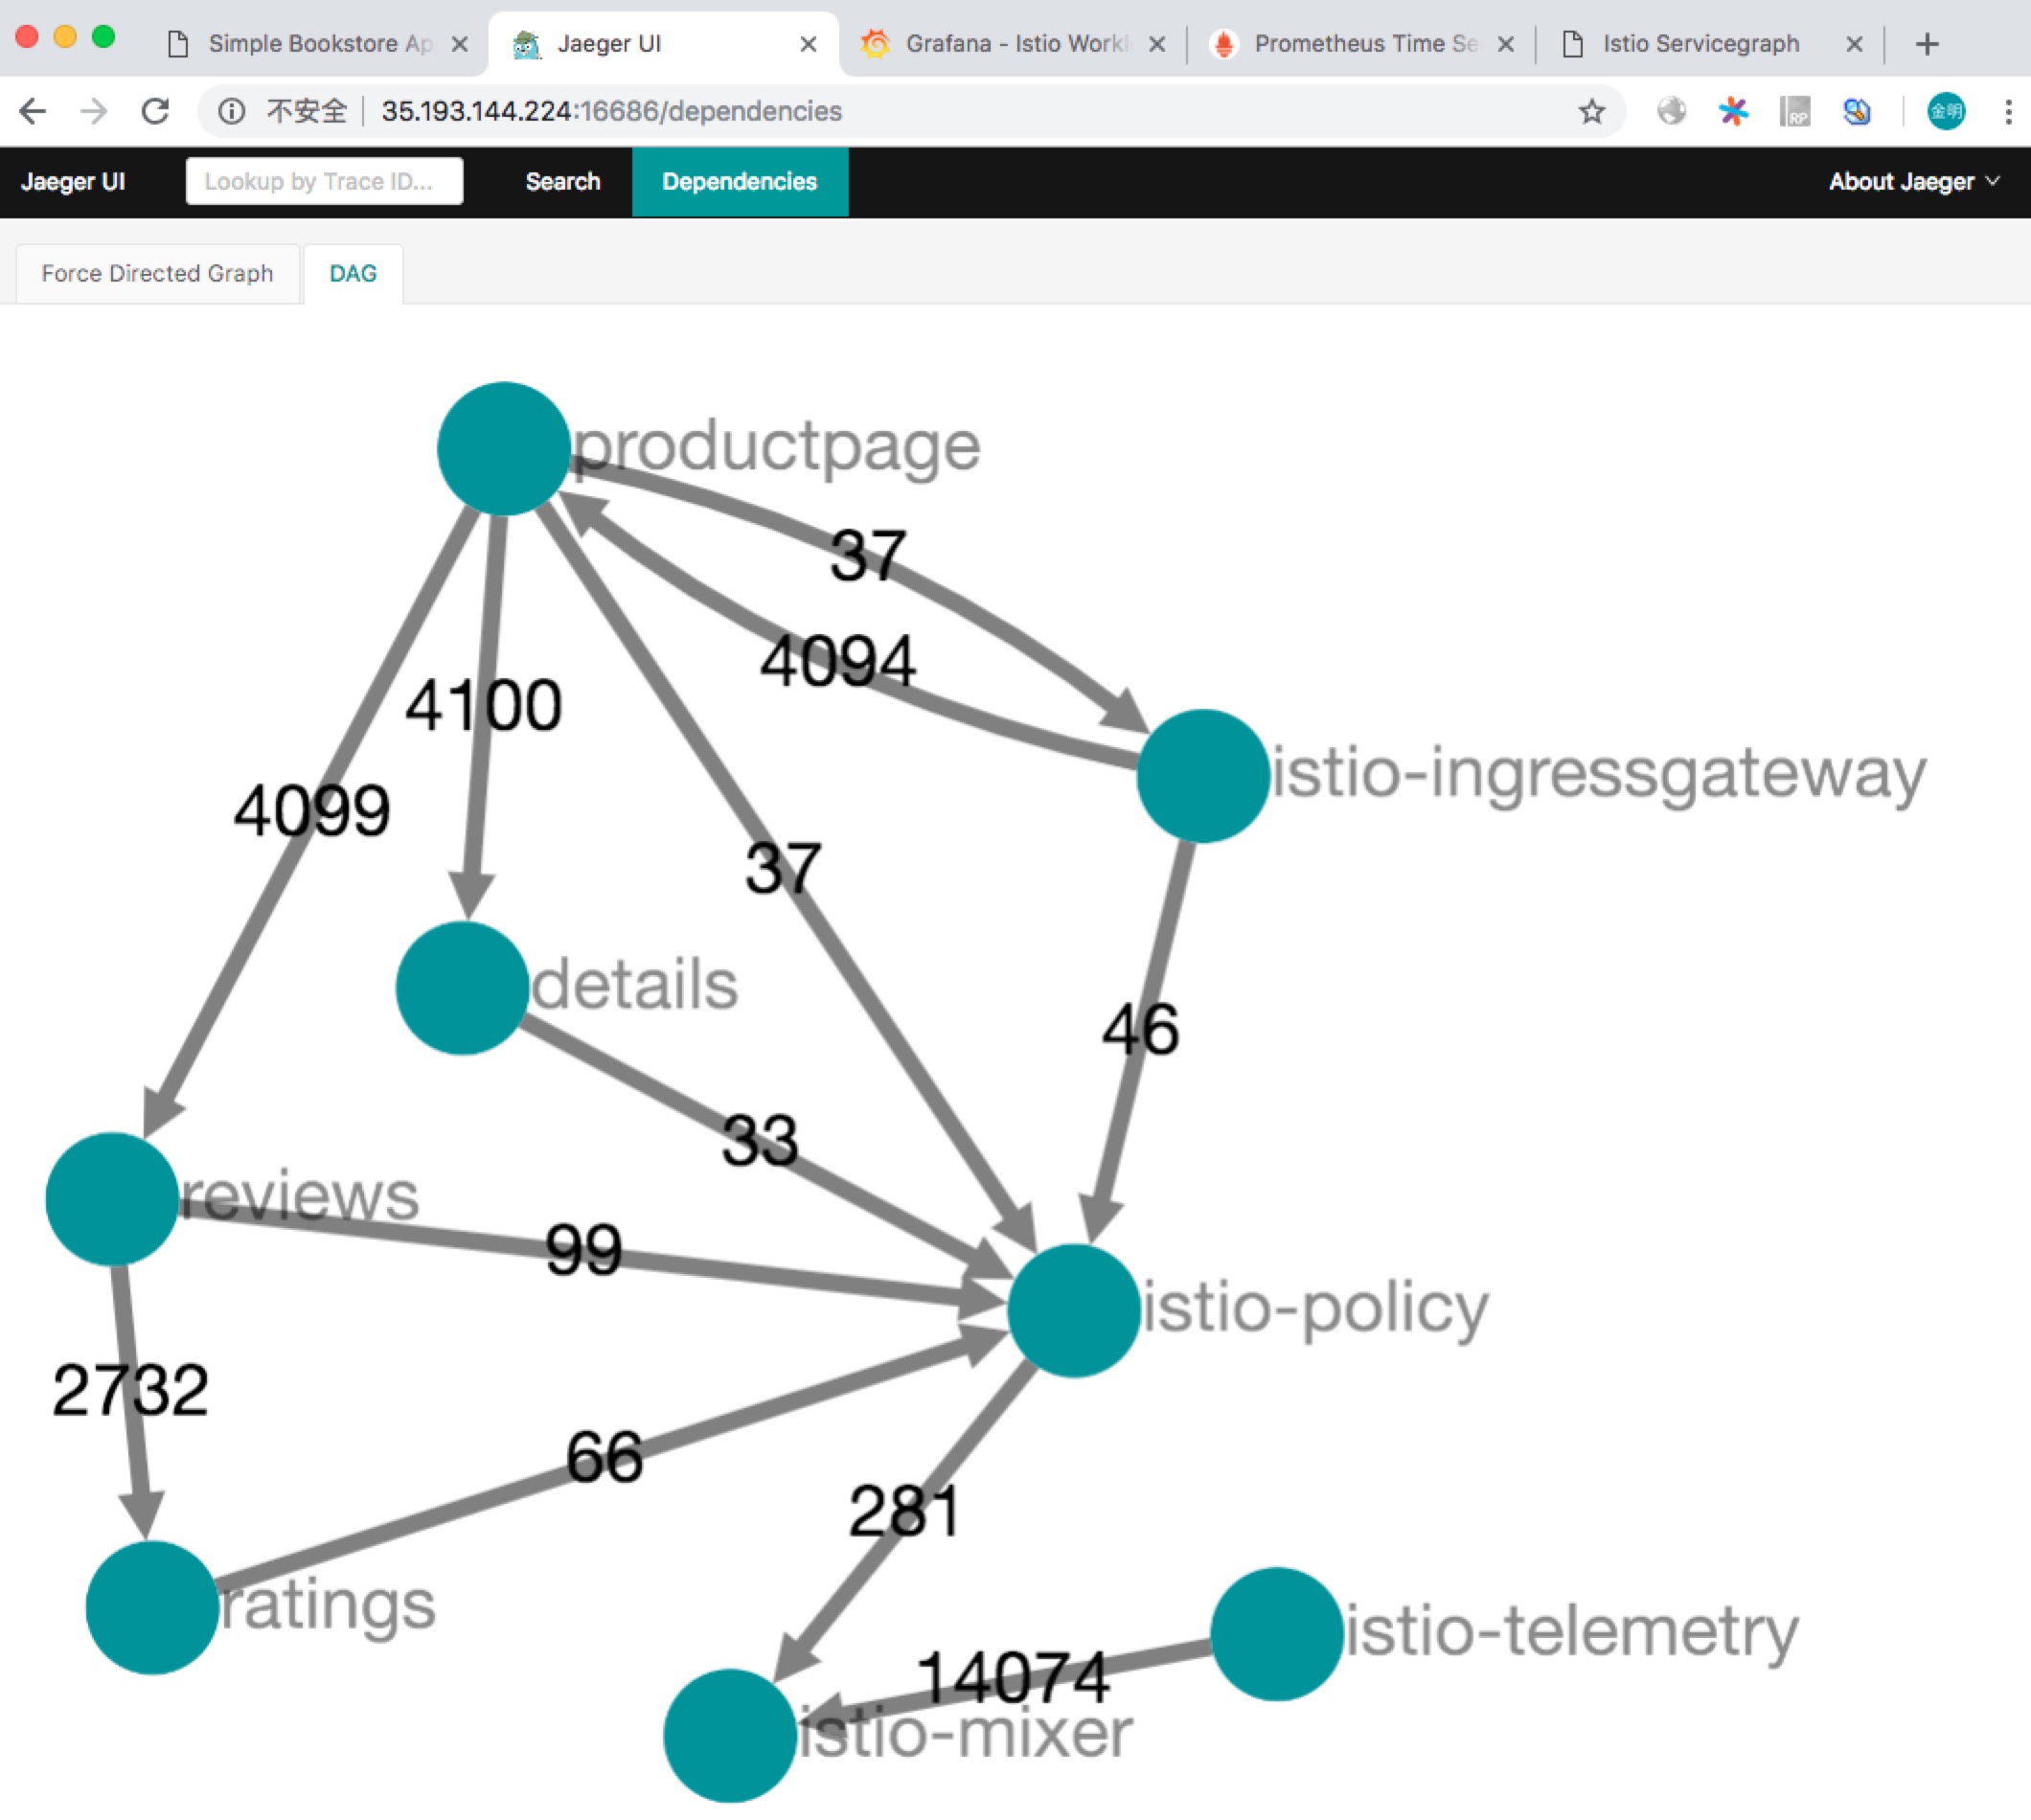 Simple Bookstore Ap
Jaeger UI
Grafana - Istio Workl
Prometheus Time Se
Istio Servicegraph
不安全
35.193.144.224:16686/dependencies
RP
金明
Jaeger UI
Lookup by Trace ID...
Search
Dependencies
About Jaeger
Force Directed Graph
DAG
productpage
37
4094
4100
istio-ingressgateway
4099
37
details
46
33
reviews
99
istio-policy
2732
66
281
ratings
istio-telemetry
14074
istio-mixer